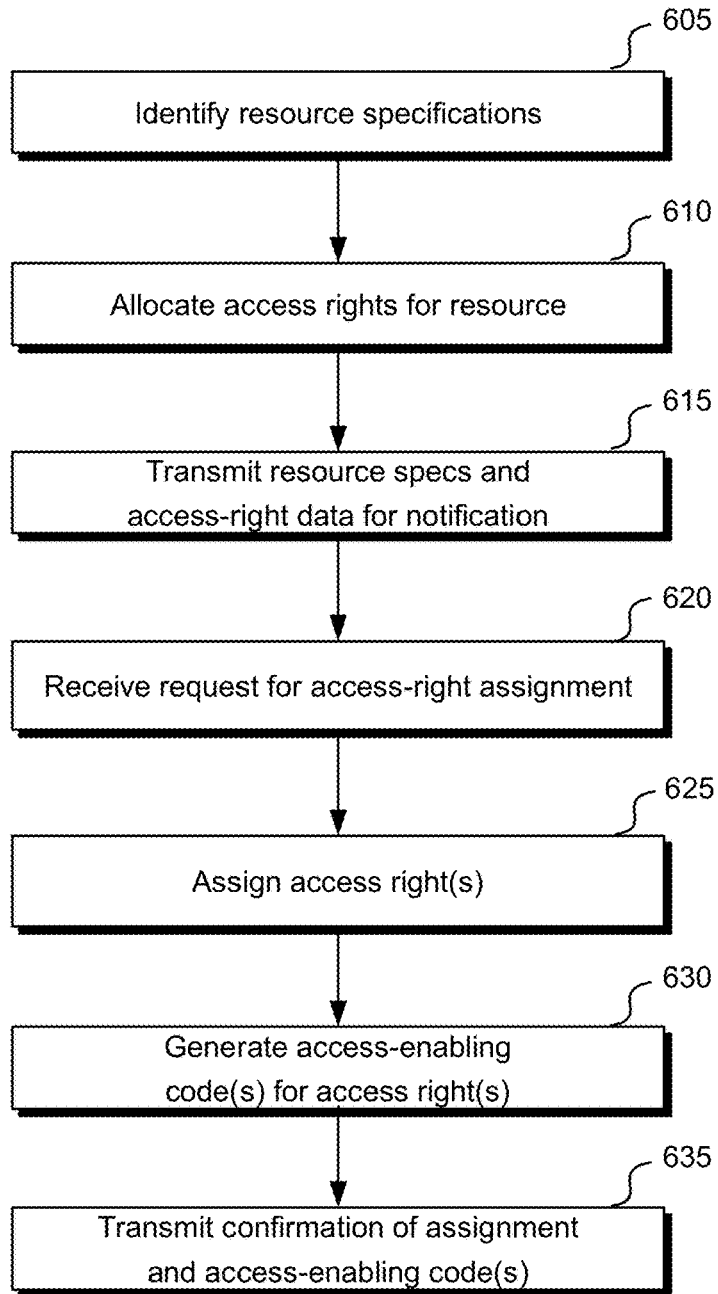 605
Identify resource specifications
610
Allocate access rights for resource
615
Transmit resource specs and
access-right data for notification
620
Receive request for access-right assignment
625
Assign access right(s)
630
Generate access-enabling
code(s) for access right(s)
635
Transmit confirmation of assignment
and access-enabling code(s)